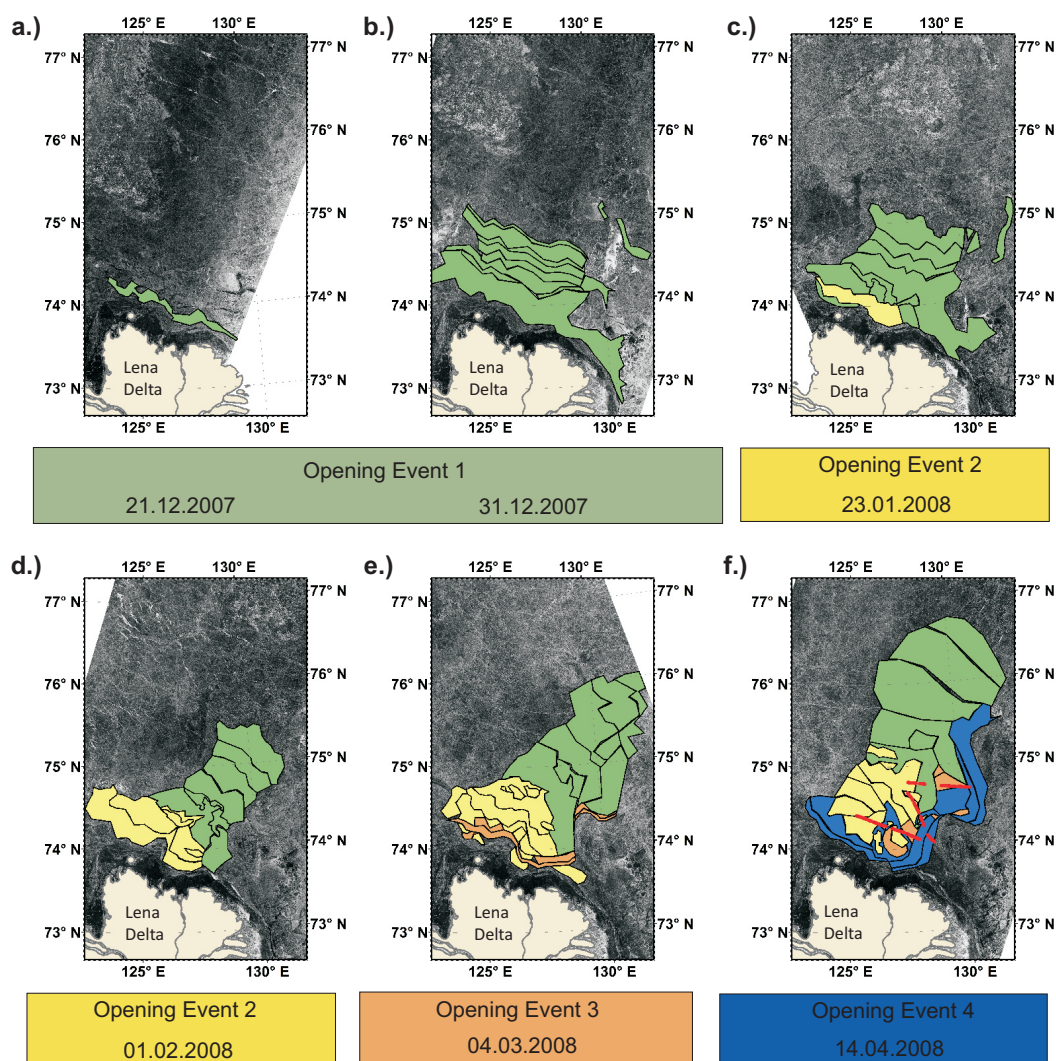 a.)
b.)
c.)
125° E 130° E
125° E 130° E
125° E 130° E
77° N 77° N
77° N 77° N
77° N 77° N
76° N 76° N
76° N 76° N
76° N 76° N
75° N 75° N
75° N 75° N
75° N 75° N
74° N 74° N
74° N 74° N
74° N 74° N
73° N 73° N
73° N 73° N
73° N 73° N
Lena
Delta
Lena
Delta
Lena
Delta
125° E 130° E
125° E 130° E
125° E 130° E
Opening Event 1
21.12.2007 31.12.2007
Opening Event 2
23.01.2008
d.)
e.)
f.)
125° E 130° E
125° E 130° E
125° E 130° E
77° N 77° N
77° N 77° N
77° N 77° N
76° N 76° N
76° N 76° N
76° N 76° N
75° N 75° N
75° N 75° N
75° N 75° N
74° N 74° N
74° N 74° N
74° N 74° N
73° N 73° N
73° N 73° N
73° N 73° N
Lena
Delta
Lena
Delta
Lena
Delta
125° E 130° E
125° E 130° E
125° E 130° E
Opening Event 2
01.02.2008
Opening Event 3
04.03.2008
Opening Event 4
14.04.2008